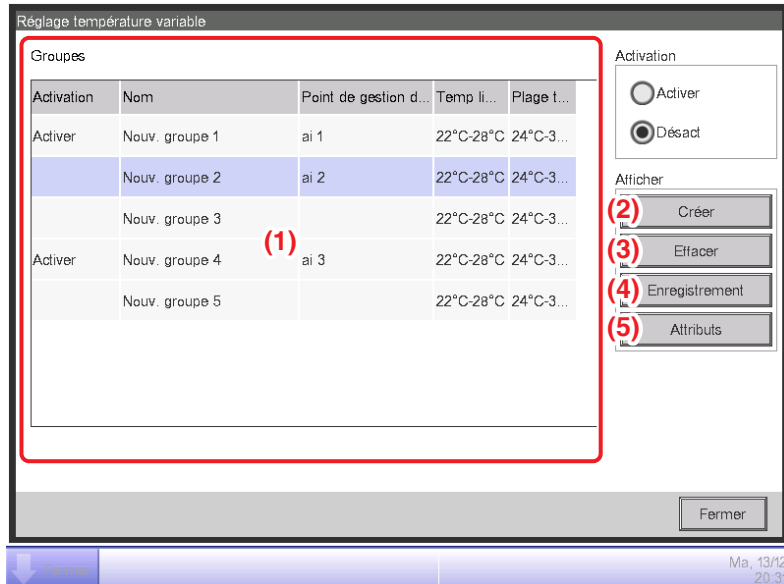 Réglage température variable
Groupes
Activation Nom Point de gestion d... Temp li... Plage t...
Activer Nouv. groupe 1 ai 1 22°C-28°C 24°C-3...
Nouv. groupe 2 ai 2 22°C-28°C 24°C-3...
Nouv. groupe 3 22°C-28°C 24°C-3...
(1)
Activer Nouv. groupe 4 ai 3 22°C-28°C 24°C-3...
Nouv. groupe 5 22°C-28°C 24°C-3...
Activation
Activer
Désact
Afficher
(2) Créer
(3) Effacer
(4) Enregistrement
(5) Attributs
Fermer
Ma, 13/12